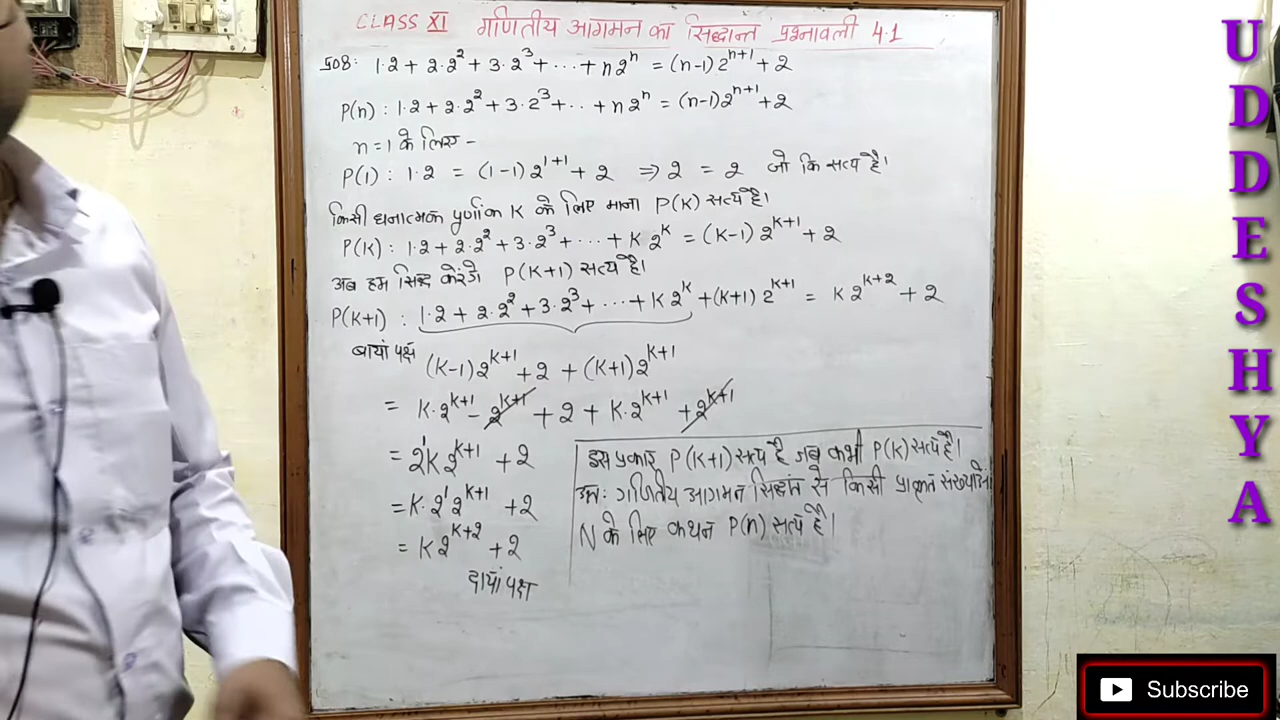 CLASS XI गणितीय आगमन का सिद्धान्त प्रश्नावली 4.1
प्र०8: 1·2 + 2·2² + 3·2³ + ··· + n2ⁿ = (n-1)2ⁿ⁺¹ + 2
P(n) : 1·2 + 2·2² + 3·2³ + ·· + n2ⁿ = (n-1)2ⁿ⁺¹ + 2
n=1 के लिए -
P(1) : 1·2 = (1-1)2¹⁺¹ + 2 ⇒ 2 = 2 जो कि सत्य है।
किसी धनात्मक पूर्णांक K के लिए माना P(K) सत्य है।
P(K) : 1·2 + 2·2² + 3·2³ + ··· + K2ᴷ = (K-1)2ᴷ⁺¹ + 2
अब हम सिद्ध करेंगे P(K+1) सत्य है।
P(K+1) : 1·2 + 2·2² + 3·2³ + ··· + K2ᴷ + (K+1)2ᴷ⁺¹ = K2ᴷ⁺² + 2
बायां पक्ष (K-1)2ᴷ⁺¹ + 2 + (K+1)2ᴷ⁺¹
= K·2ᴷ⁺¹ - 2ᴷ⁺¹ + 2 + K·2ᴷ⁺¹ + 2ᴷ⁺¹
= 2¹K2ᴷ⁺¹ + 2
= K·2¹2ᴷ⁺¹ + 2
= K2ᴷ⁺² + 2
दायां पक्ष
इस प्रकार P(K+1) सत्य है जब कभी P(K) सत्य है।
अतः गणितीय आगमन सिद्धांत से किसी प्राकृत संख्याओं
N के लिए कथन P(n) सत्य है।
UDDESHYA
Subscribe